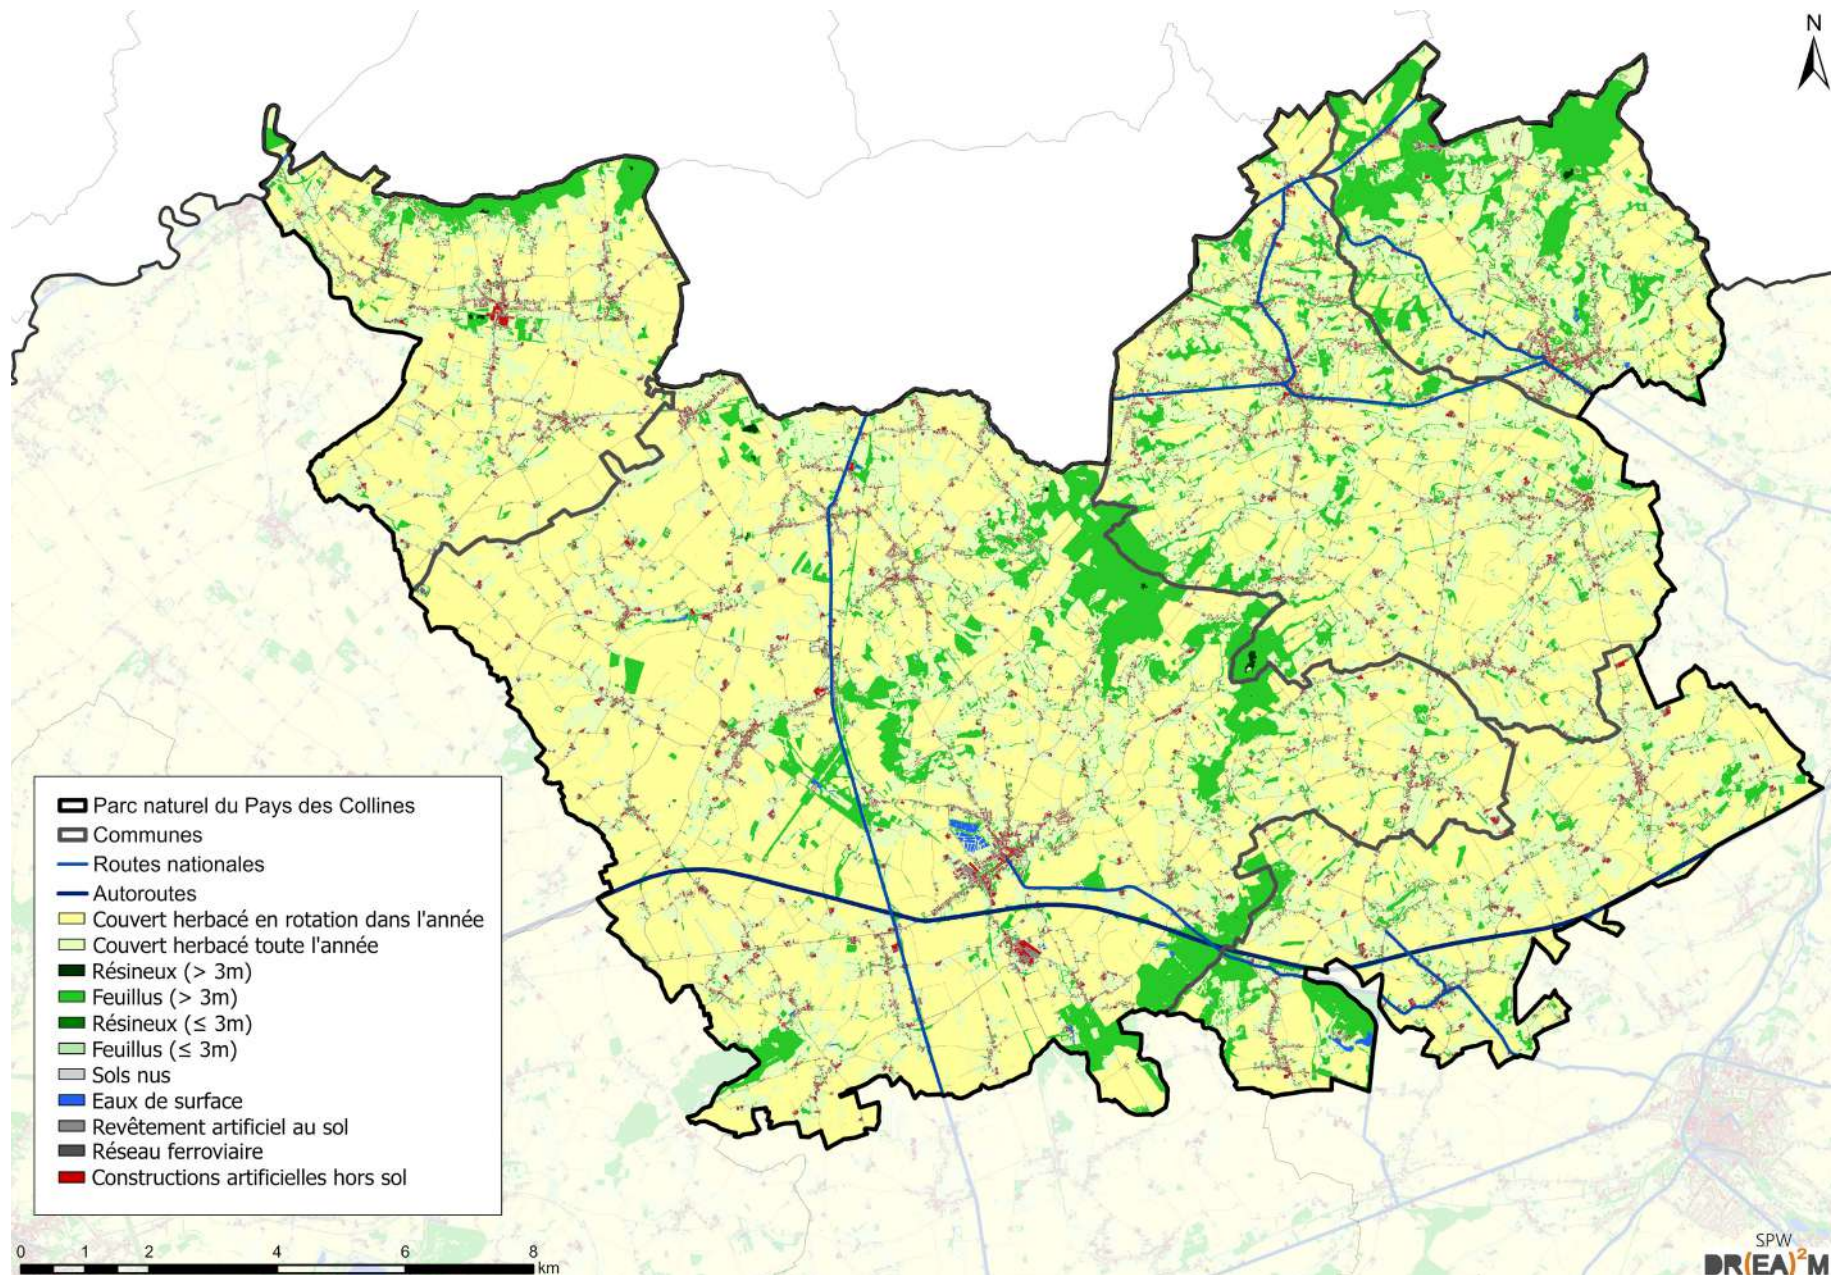 N
Parc naturel du Pays des Collines
Communes
Routes nationales
Autoroutes
Couvert herbacé en rotation dans l'année
Couvert herbacé toute l'année
Résineux (> 3m)
Feuillus (> 3m)
Résineux (≤ 3m)
Feuillus (≤ 3m)
Sols nus
Eaux de surface
Revêtement artificiel au sol
Réseau ferroviaire
Constructions artificielles hors sol
0 1 2 4 6 8 km
SPW
DR(EA)²M